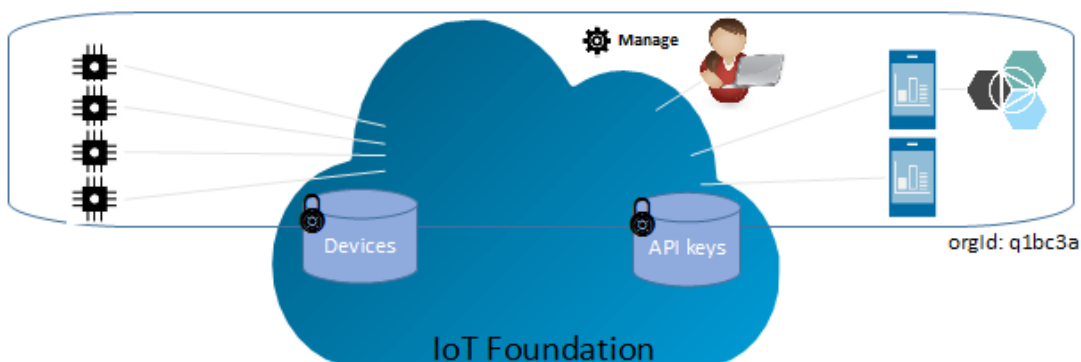 Manage
Devices
API keys
orgId: q1bc3a
IoT Foundation